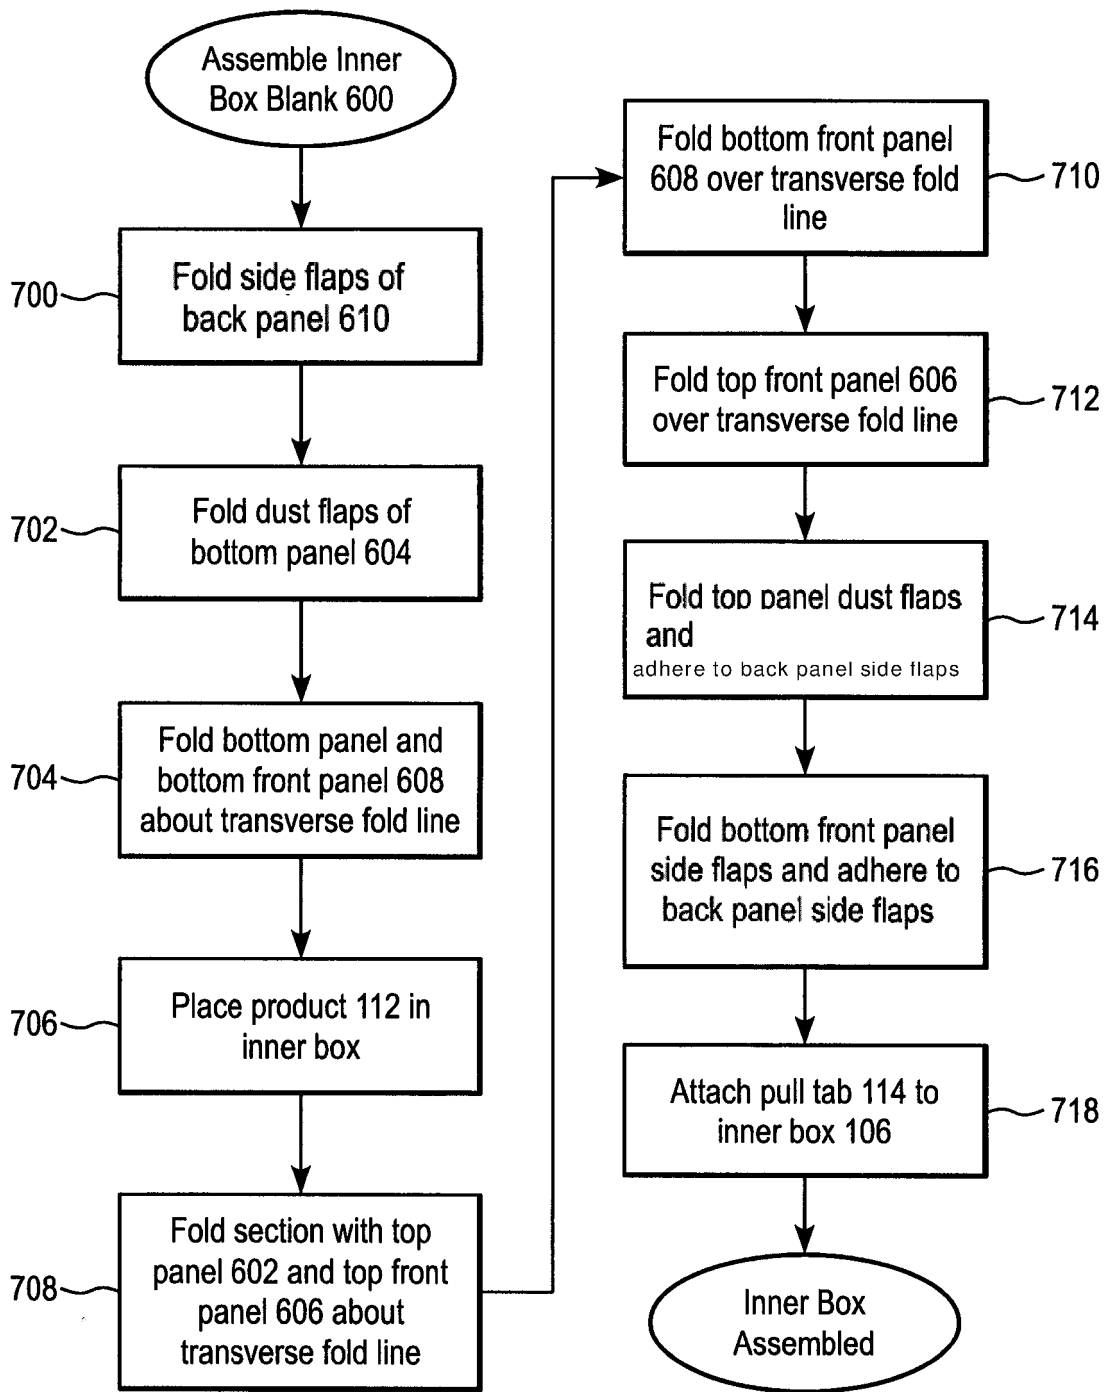 Assemble Inner
Box Blank 600
700
Fold side flaps of
back panel 610
702
Fold dust flaps of
bottom panel 604
704
Fold bottom panel and
bottom front panel 608
about transverse fold line
706
Place product 112 in
inner box
708
Fold section with top
panel 602 and top front
panel 606 about
transverse fold line
Fold bottom front panel
608 over transverse fold
line
710
Fold top front panel 606
over transverse fold line
712
Fold top panel dust flaps
and
adhere to back panel side flaps
714
Fold bottom front panel
side flaps and adhere to
back panel side flaps
716
Attach pull tab 114 to
inner box 106
718
Inner Box
Assembled